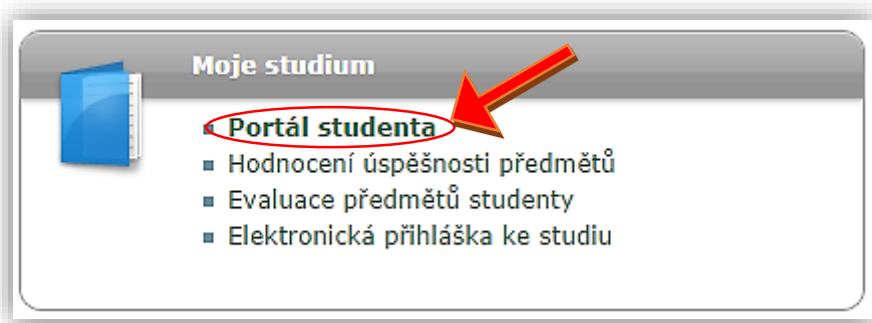 Moje studium
Portál studenta
Hodnocení úspěšnosti předmětů
Evaluace předmětů studenty
Elektronická přihláška ke studiu